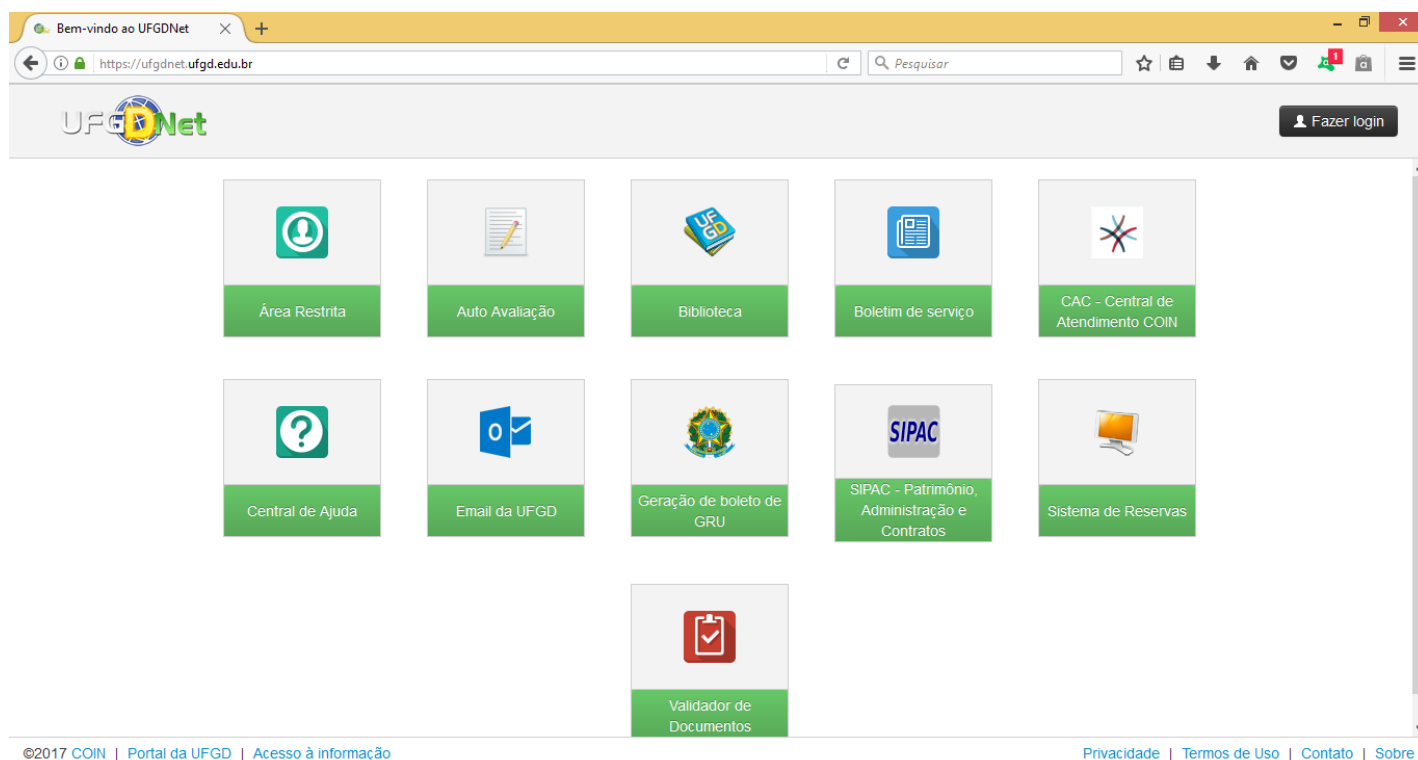 Bem-vindo ao UFGDNet
https://ufgdnet.ufgd.edu.br
Pesquisar
1
UFGDNet
Fazer login
Área Restrita
Auto Avaliação
UFGD
Biblioteca
Boletim de serviço
CAC - Central de
Atendimento COIN
Central de Ajuda
Email da UFGD
Geração de boleto de
GRU
SIPAC
SIPAC - Patrimônio,
Administração e
Contratos
Sistema de Reservas
Validador de
Documentos
©2017 COIN | Portal da UFGD | Acesso à informação
Privacidade | Termos de Uso | Contato | Sobre